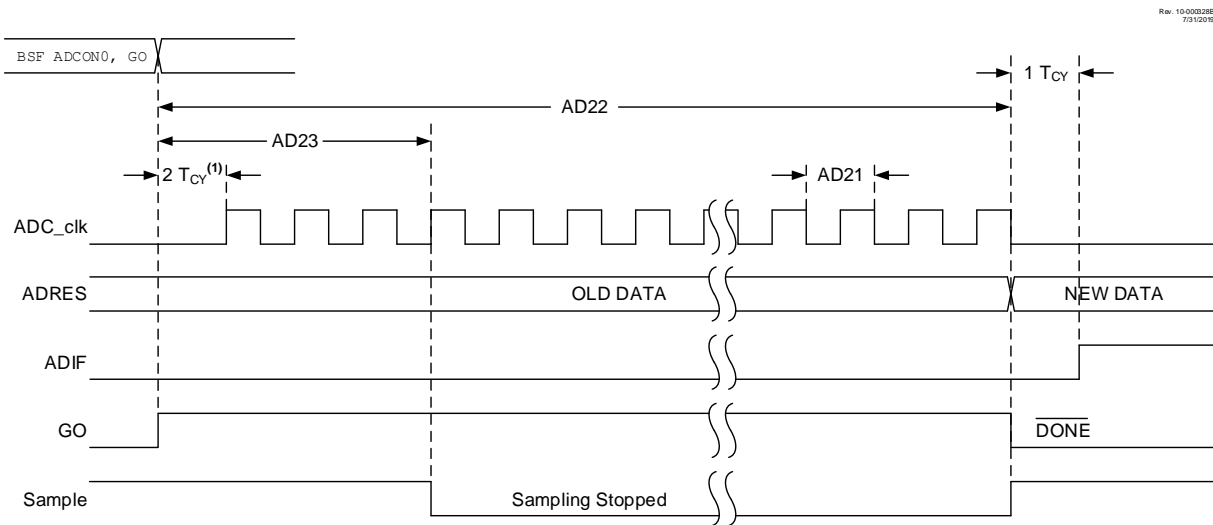 Rev. 10-000328B
7/31/2019
BSF ADCON0, GO
1 TCY
AD22
AD23
2 TCY(1)
AD21
ADC_clk
ADRES
OLD DATA
NEW DATA
ADIF
GO
DONE
Sample
Sampling Stopped